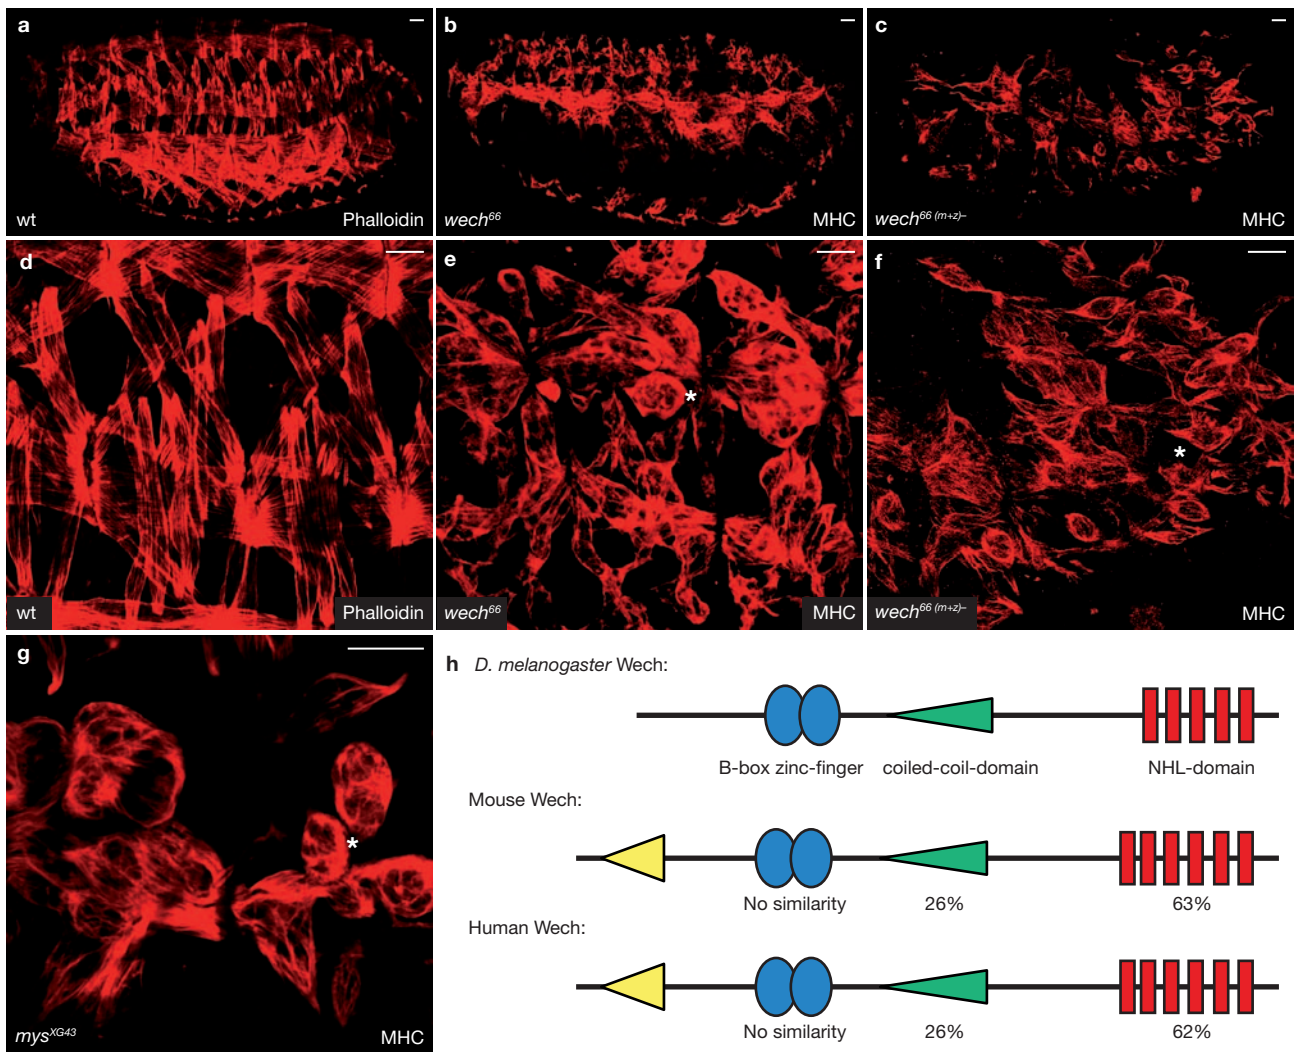 a
wt
Phalloidin
b
wech⁶⁶
MHC
c
wech⁶⁶ ⁽ᵐ⁺ᶻ⁾⁻
MHC
d
wt
Phalloidin
e
*
wech⁶⁶
MHC
f
*
wech⁶⁶ ⁽ᵐ⁺ᶻ⁾⁻
MHC
g
*
mysˣᴳ⁴³
MHC
h D. melanogaster Wech:
B-box zinc-finger coiled-coil-domain NHL-domain
Mouse Wech:
No similarity 26% 63%
Human Wech:
No similarity 26% 62%